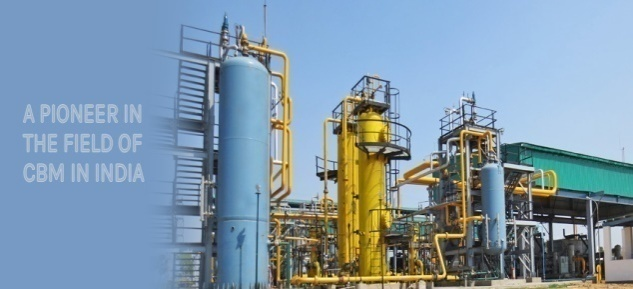 A PIONEER IN
THE FIELD OF
CBM IN INDIA